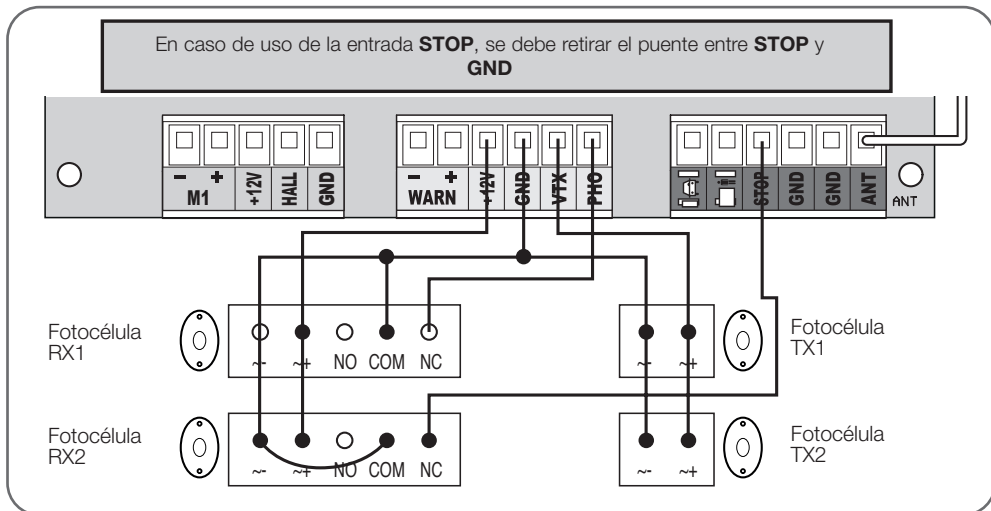 En caso de uso de la entrada STOP, se debe retirar el puente entre STOP y
GND
- + +12V HALL GND
M1
- + +12V GND VTX PHO
WARN
STOP GND GND ANT
ANT
Fotocélula
RX1
~- ~+ NO COM NC
Fotocélula
TX1
~- ~+
Fotocélula
RX2
~- ~+ NO COM NC
Fotocélula
TX2
~- ~+